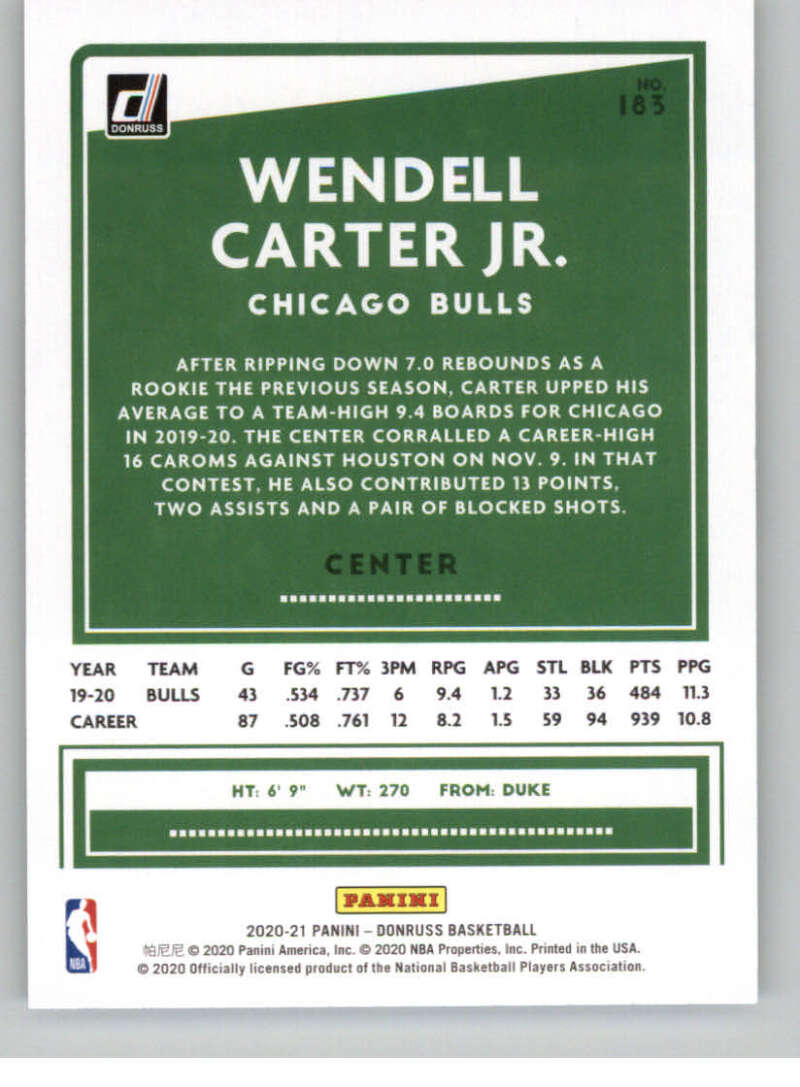 DONRUSS
NO.
183
WENDELL
CARTER JR.
CHICAGO BULLS
AFTER RIPPING DOWN 7.0 REBOUNDS AS A
ROOKIE THE PREVIOUS SEASON, CARTER UPPED HIS
AVERAGE TO A TEAM-HIGH 9.4 BOARDS FOR CHICAGO
IN 2019-20. THE CENTER CORRALLED A CAREER-HIGH
16 CAROMS AGAINST HOUSTON ON NOV. 9. IN THAT
CONTEST, HE ALSO CONTRIBUTED 13 POINTS,
TWO ASSISTS AND A PAIR OF BLOCKED SHOTS.
CENTER
YEAR TEAM G FG% FT% 3PM RPG APG STL BLK PTS PPG
19-20 BULLS 43 .534 .737 6 9.4 1.2 33 36 484 11.3
CAREER 87 .508 .761 12 8.2 1.5 59 94 939 10.8
HT: 6' 9" WT: 270 FROM: DUKE
PANINI
NBA
2020-21 PANINI – DONRUSS BASKETBALL
帕尼尼 © 2020 Panini America, Inc. © 2020 NBA Properties, Inc. Printed in the USA.
© 2020 Officially licensed product of the National Basketball Players Association.